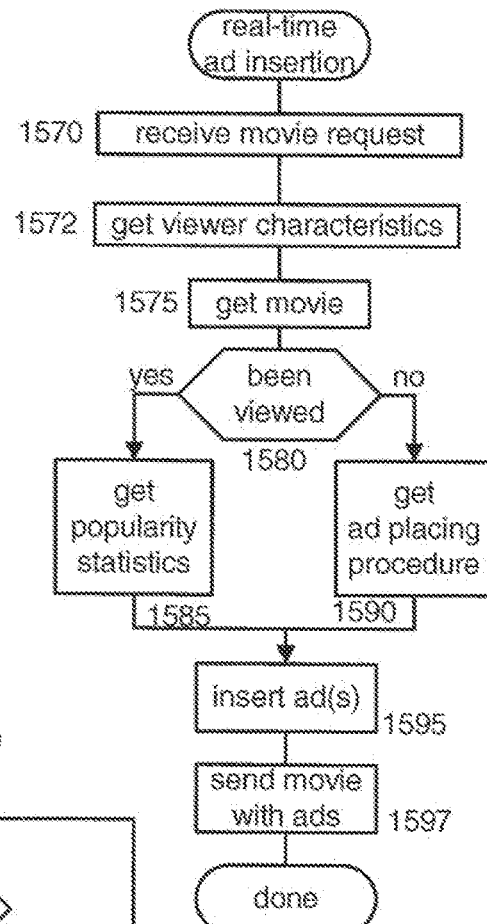 real-time
ad insertion
1570 receive movie request
1572 get viewer characteristics
1575 get movie
yes been no
viewed
1580
get
popularity
statistics
get
ad placing
procedure
1585 1590
insert ad(s)
1595
send movie
with ads
1597
done